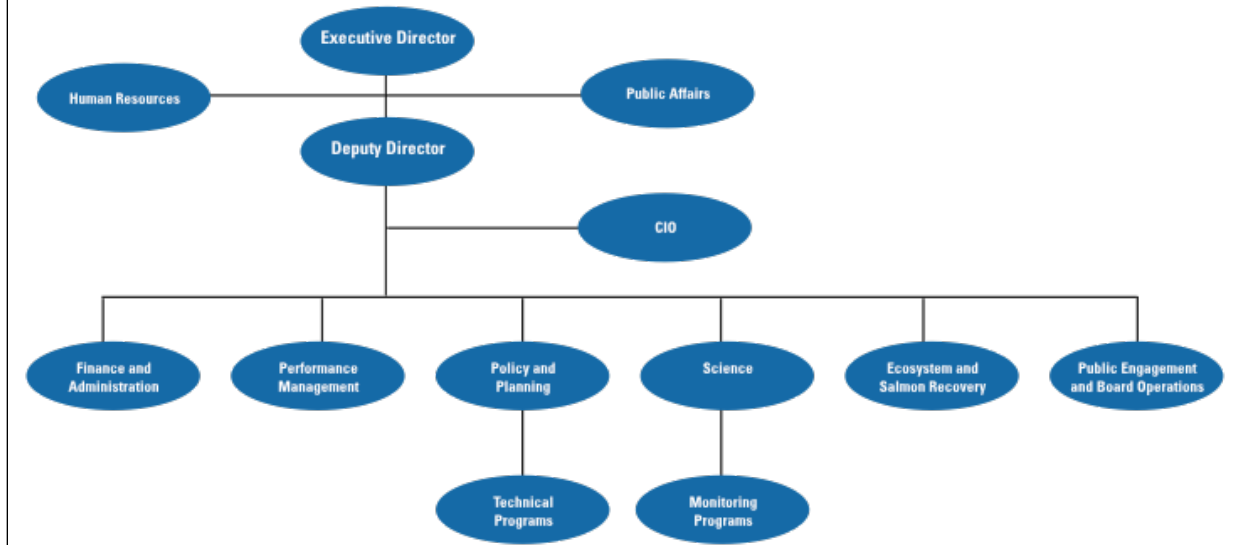 Executive Director
Human Resources
Public Affairs
Deputy Director
CIO
Finance and
Administration
Performance
Management
Policy and
Planning
Science
Ecosystem and
Salmon Recovery
Public Engagement
and Board Operations
Technical
Programs
Monitoring
Programs